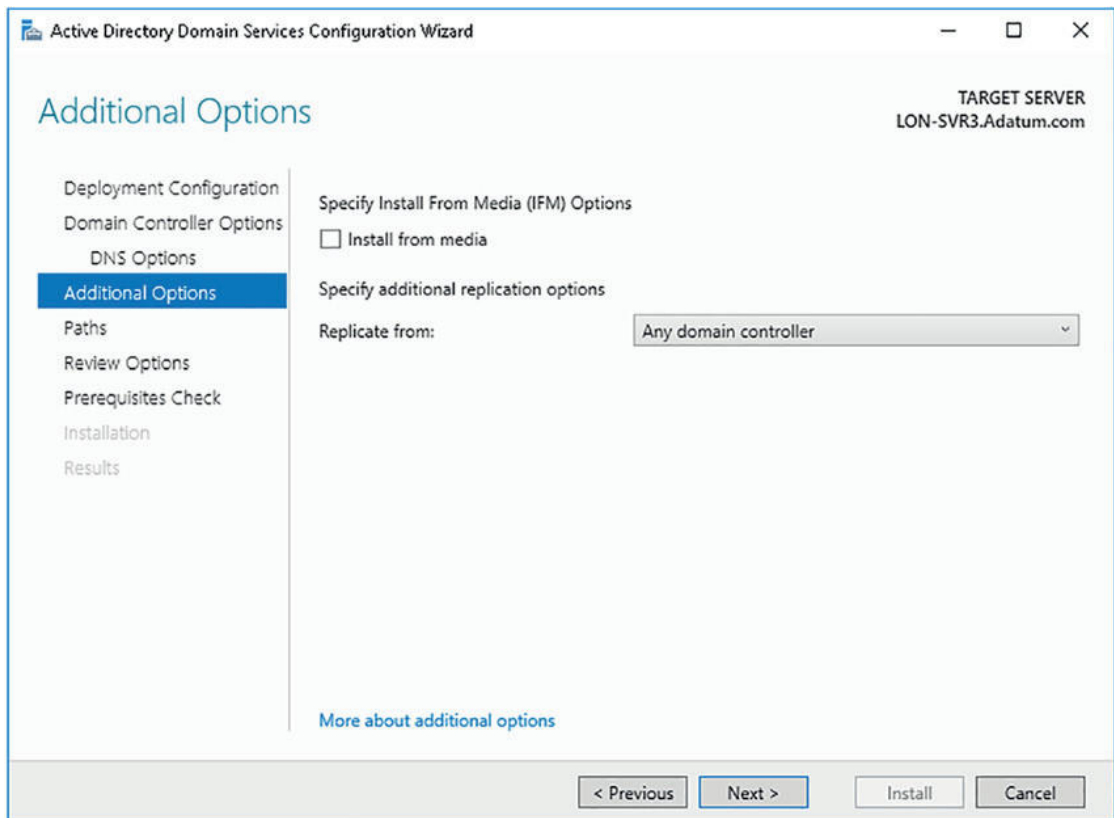 Active Directory Domain Services Configuration Wizard
Additional Options
TARGET SERVER
LON-SVR3.Adatum.com
Deployment Configuration
Domain Controller Options
DNS Options
Additional Options
Paths
Review Options
Prerequisites Check
Installation
Results
Specify Install From Media (IFM) Options
Install from media
Specify additional replication options
Replicate from: Any domain controller
More about additional options
< Previous Next > Install Cancel